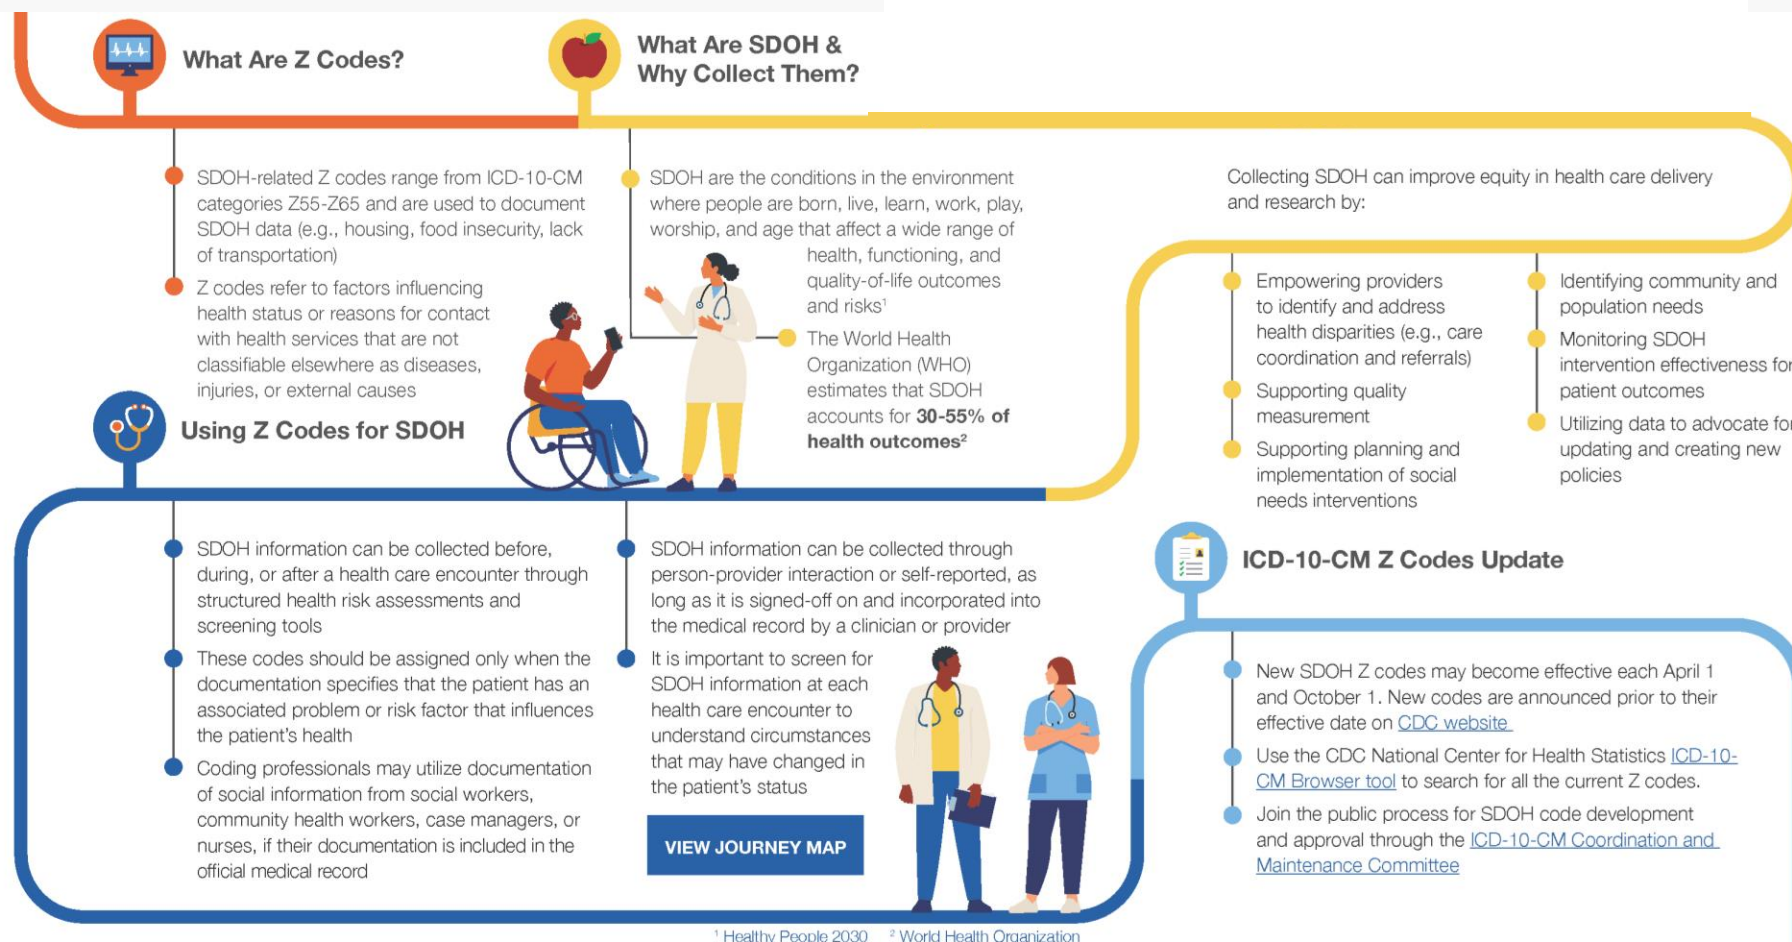 What Are Z Codes?
SDOH-related Z codes range from ICD-10-CM
categories Z55-Z65 and are used to document
SDOH data (e.g., housing, food insecurity, lack
of transportation)
Z codes refer to factors influencing
health status or reasons for contact
with health services that are not
classifiable elsewhere as diseases,
injuries, or external causes
What Are SDOH &
Why Collect Them?
SDOH are the conditions in the environment
where people are born, live, learn, work, play,
worship, and age that affect a wide range of
health, functioning, and
quality-of-life outcomes
and risks¹
The World Health
Organization (WHO)
estimates that SDOH
accounts for 30-55% of
health outcomes²
Collecting SDOH can improve equity in health care delivery
and research by:
Empowering providers
to identify and address
health disparities (e.g., care
coordination and referrals)
Supporting quality
measurement
Supporting planning and
implementation of social
needs interventions
Identifying community and
population needs
Monitoring SDOH
intervention effectiveness for
patient outcomes
Utilizing data to advocate for
updating and creating new
policies
Using Z Codes for SDOH
SDOH information can be collected before,
during, or after a health care encounter through
structured health risk assessments and
screening tools
These codes should be assigned only when the
documentation specifies that the patient has an
associated problem or risk factor that influences
the patient's health
Coding professionals may utilize documentation
of social information from social workers,
community health workers, case managers, or
nurses, if their documentation is included in the
official medical record
SDOH information can be collected through
person-provider interaction or self-reported, as
long as it is signed-off on and incorporated into
the medical record by a clinician or provider
It is important to screen for
SDOH information at each
health care encounter to
understand circumstances
that may have changed in
the patient's status
VIEW JOURNEY MAP
ICD-10-CM Z Codes Update
New SDOH Z codes may become effective each April 1
and October 1. New codes are announced prior to their
effective date on CDC website
Use the CDC National Center for Health Statistics ICD-10-
CM Browser tool to search for all the current Z codes.
Join the public process for SDOH code development
and approval through the ICD-10-CM Coordination and
Maintenance Committee
¹ Healthy People 2030 ² World Health Organization